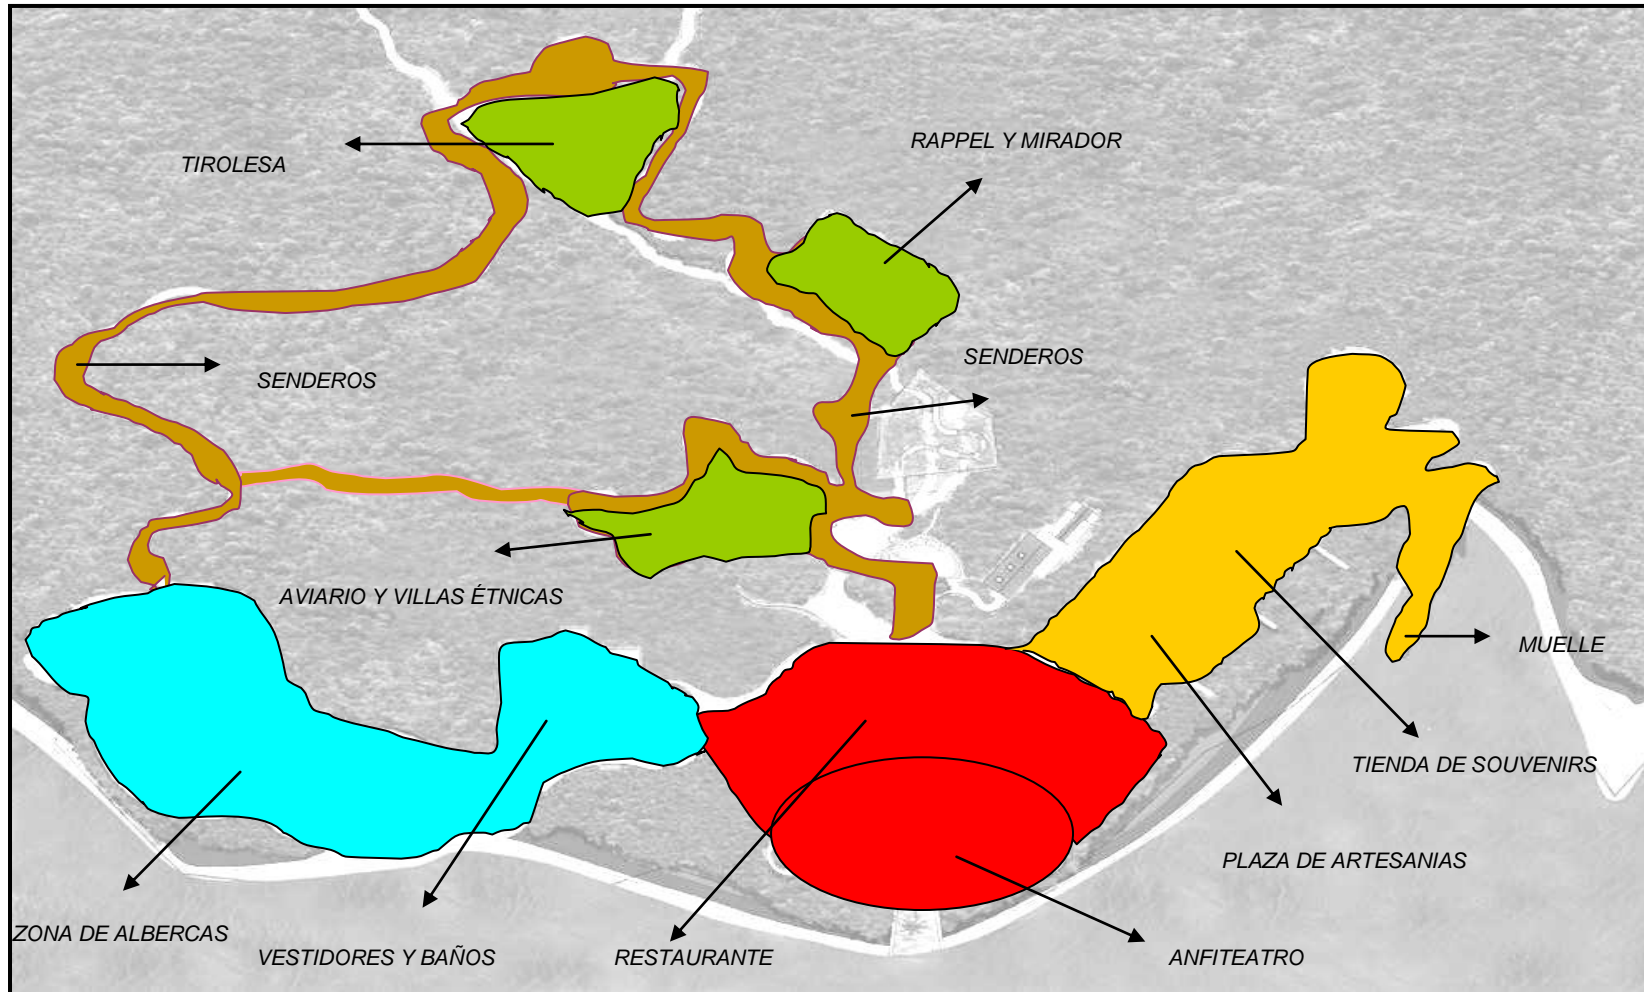 RAPPEL Y MIRADOR
TIROLESA
SENDEROS
SENDEROS
AVIARIO Y VILLAS ÉTNICAS
MUELLE
TIENDA DE SOUVENIRS
PLAZA DE ARTESANIAS
ZONA DE ALBERCAS
VESTIDORES Y BAÑOS
RESTAURANTE
ANFITEATRO